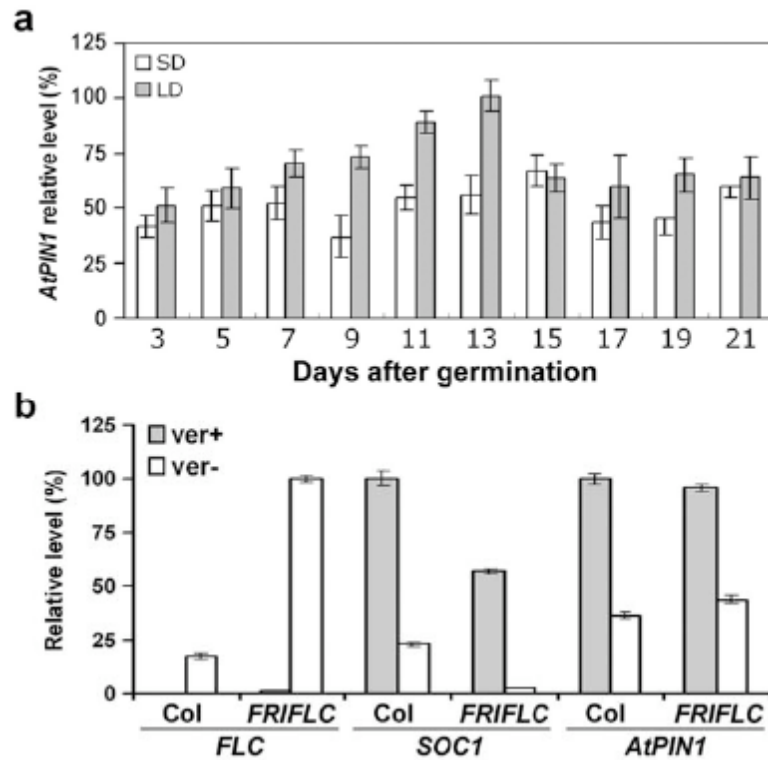 a
125
100
75
50
25
0
AtPIN1 relative level (%)
SD
LD
3 5 7 9 11 13 15 17 19 21
Days after germination
b
125
100
75
50
25
0
Relative level (%)
ver+
ver-
Col FRIFLC Col FRIFLC Col FRIFLC
FLC SOC1 AtPIN1